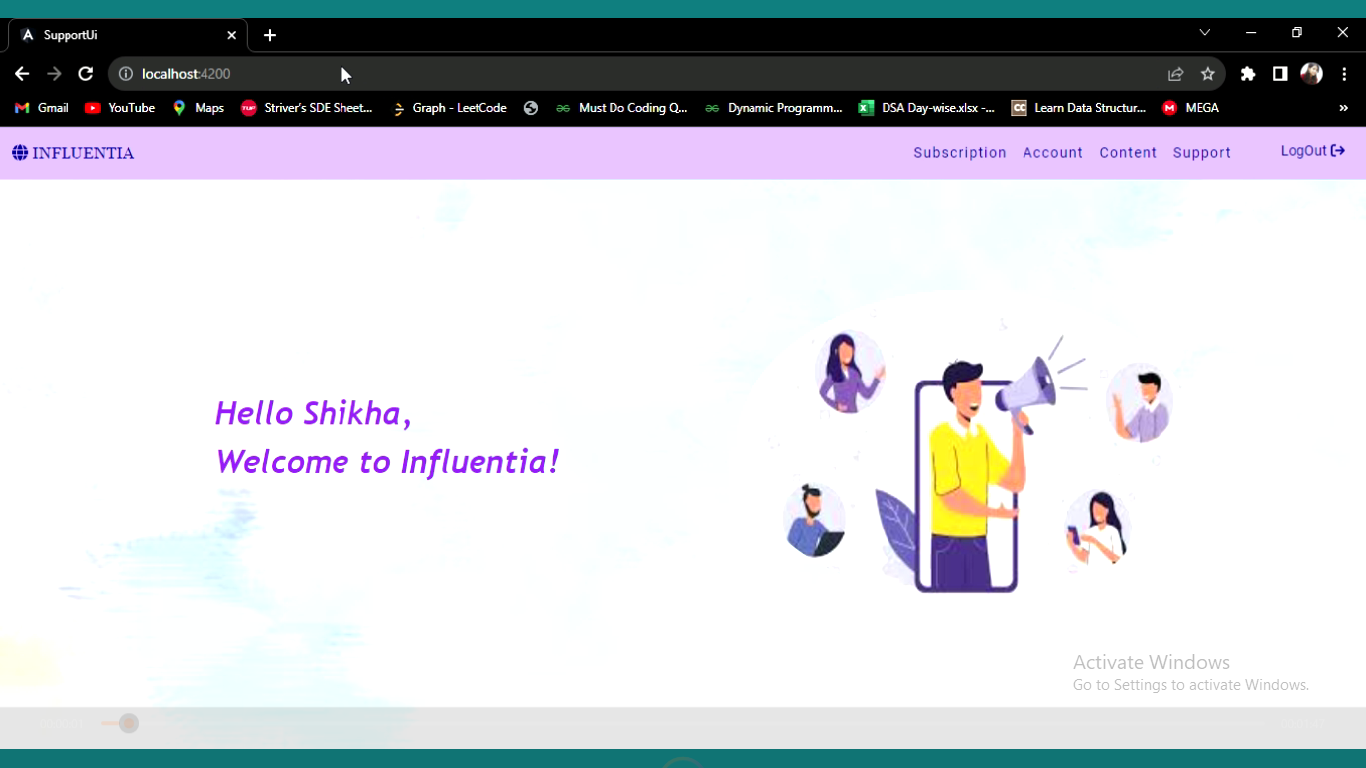 SupportUi
localhost:4200
Gmail YouTube Maps Striver's SDE Sheet... Graph - LeetCode Must Do Coding Q... Dynamic Programm... DSA Day-wise.xlsx -... Learn Data Structur... MEGA »
INFLUENTIA Subscription Account Content Support LogOut
Hello Shikha,
Welcome to Influentia!
Activate Windows
Go to Settings to activate Windows.